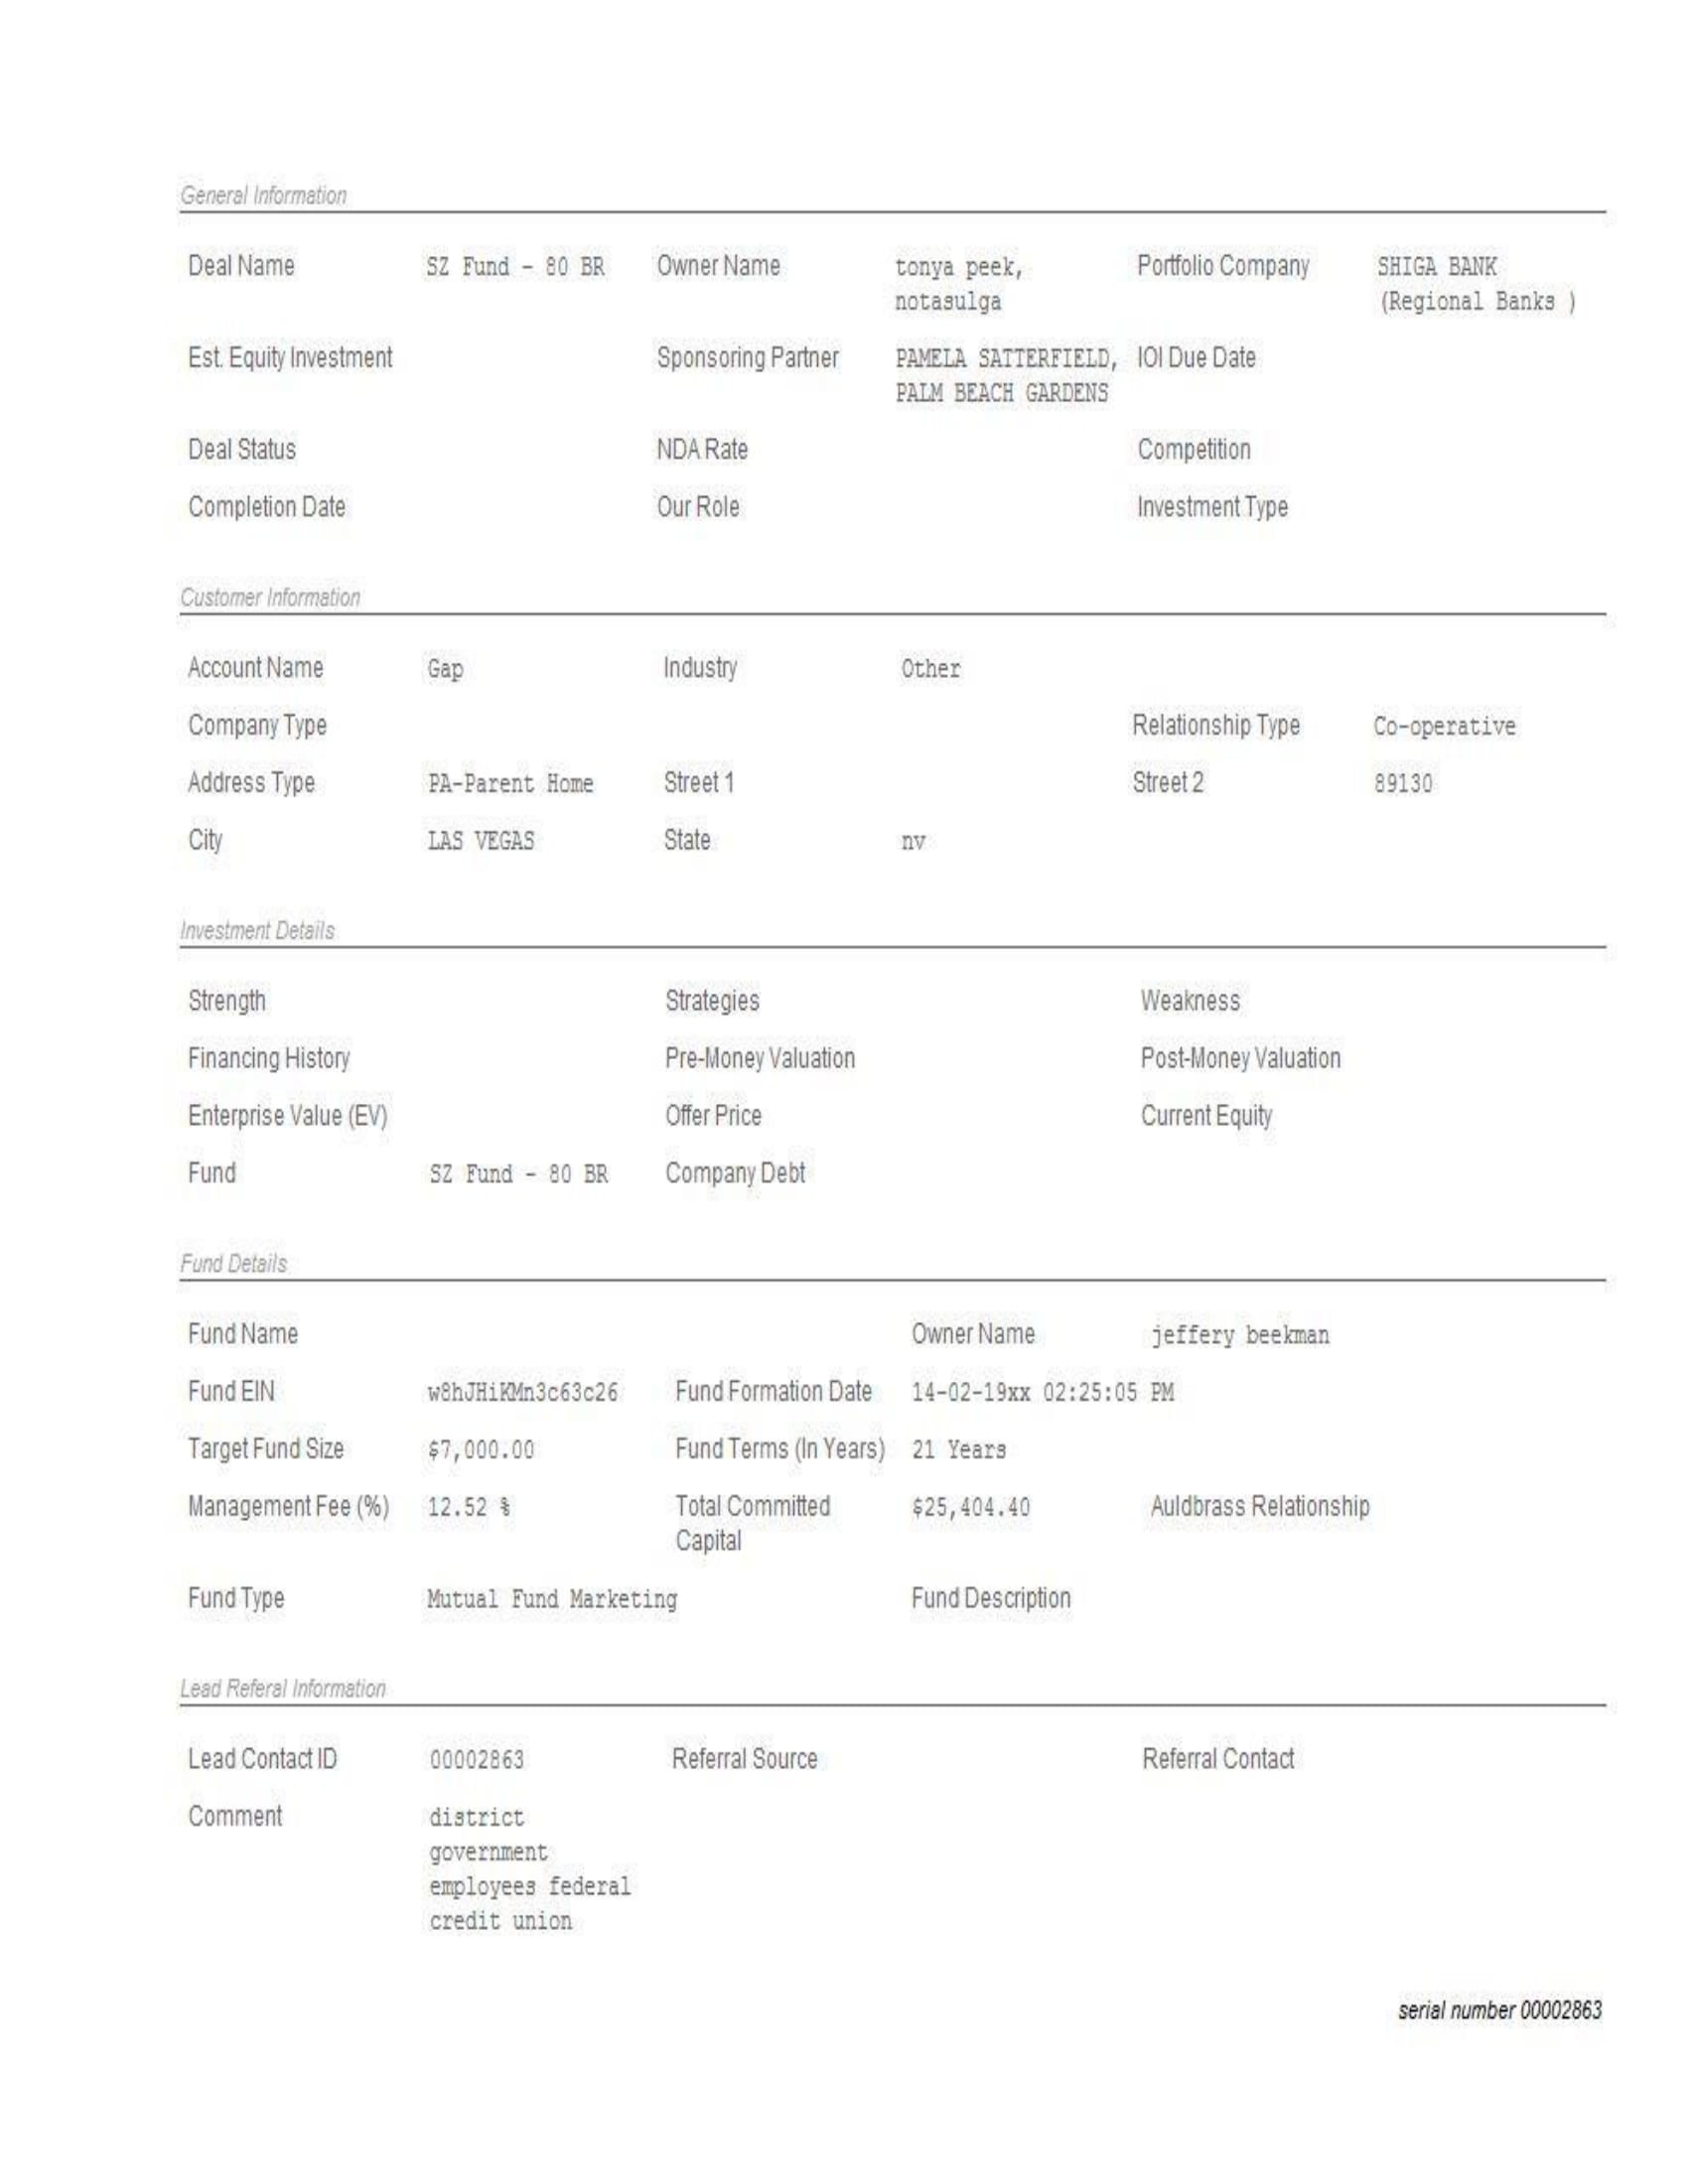 General Information
Deal Name SZ Fund - 80 BR Owner Name tonya peek, Portfolio Company SHIGA BANK
notasulga (Regional Banks )
Est. Equity Investment Sponsoring Partner PAMELA SATTERFIELD, IOI Due Date
PALM BEACH GARDENS
Deal Status NDA Rate Competition
Completion Date Our Role Investment Type
Customer Information
Account Name Gap Industry Other
Company Type Relationship Type Co-operative
Address Type PA-Parent Home Street 1 Street 2 89130
City LAS VEGAS State nv
Investment Details
Strength Strategies Weakness
Financing History Pre-Money Valuation Post-Money Valuation
Enterprise Value (EV) Offer Price Current Equity
Fund SZ Fund - 80 BR Company Debt
Fund Details
Fund Name Owner Name jeffery beekman
Fund EIN w8hJHiKMn3c63c26 Fund Formation Date 14-02-19xx 02:25:05 PM
Target Fund Size $7,000.00 Fund Terms (In Years) 21 Years
Management Fee (%) 12.52 % Total Committed $25,404.40 Auldbrass Relationship
Capital
Fund Type Mutual Fund Marketing Fund Description
Lead Referal Information
Lead Contact ID 00002863 Referral Source Referral Contact
Comment district
government
employees federal
credit union
serial number 00002863